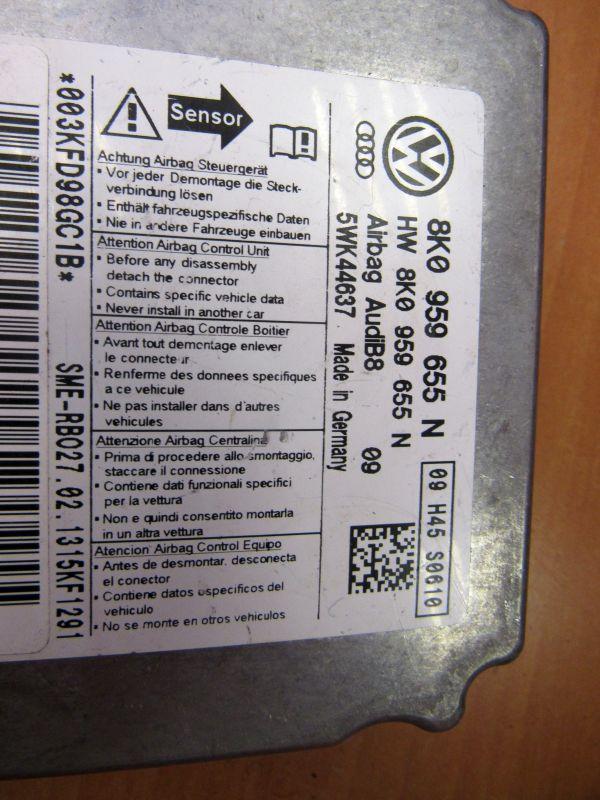 Sensor
Achtung Airbag Steuergerät
• Vor jeder Demontage die Steck-
verbindung lösen
• Enthält fahrzeugspezifische Daten
• Nie in andere Fahrzeuge einbauen
Attention Airbag Control Unit
• Before any disassembly
detach the connector
• Contains specific vehicle data
• Never install in another car
Attention Airbag Controle Boitier
• Avant tout demontage enlever
le connecteur
• Renferme des donnees specifiques
a ce vehicule
• Ne pas installer dans d'autres
vehicules
Attenzione Airbag Centralina
• Prima di procedere allo smontaggio,
staccare il connessione
• Contiene dati funzionali specifici
per la vettura
• Non e quindi consentito montarla
in un altra vettura
Atencion Airbag Control Equipo
• Antes de desmontar, desconecta
el conector
• Contiene datos especificos del
vehiculo
• No se monte en otros vehiculos
8K0 959 655 N
HW 8K0 959 655 N
Airbag AudiB8 09
5WK44637 Made in Germany
09 H45 S0610
*003KFD98GC1B*
SME-RB027.02.1315KF1291